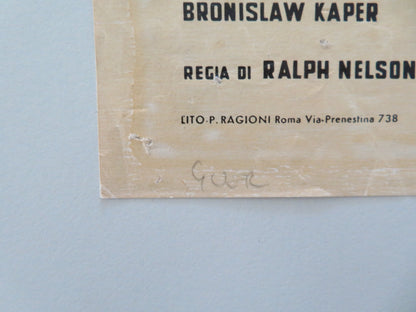 BRONISLAW KAPER
REGIA DI RALPH NELSON
LITO-P. RAGIONI Roma Via-Prenestina 738